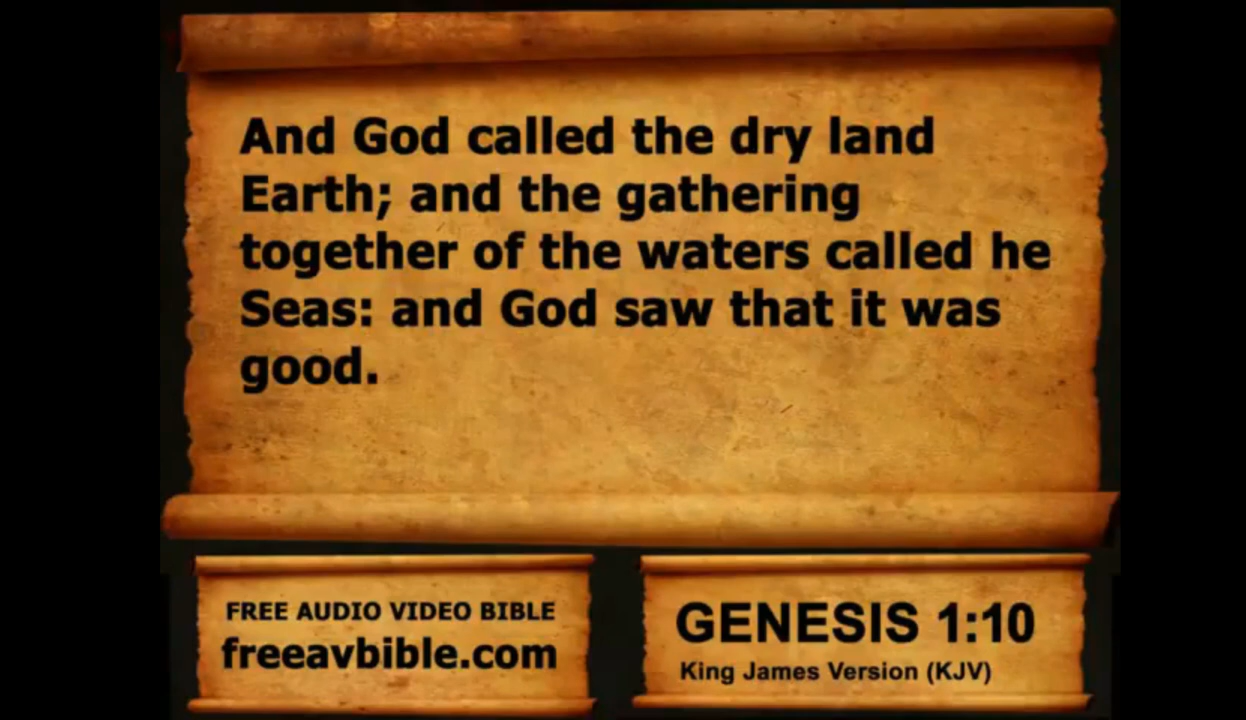 And God called the dry land
Earth; and the gathering
together of the waters called he
Seas: and God saw that it was
good.
FREE AUDIO VIDEO BIBLE
freeavbible.com
GENESIS 1:10
King James Version (KJV)